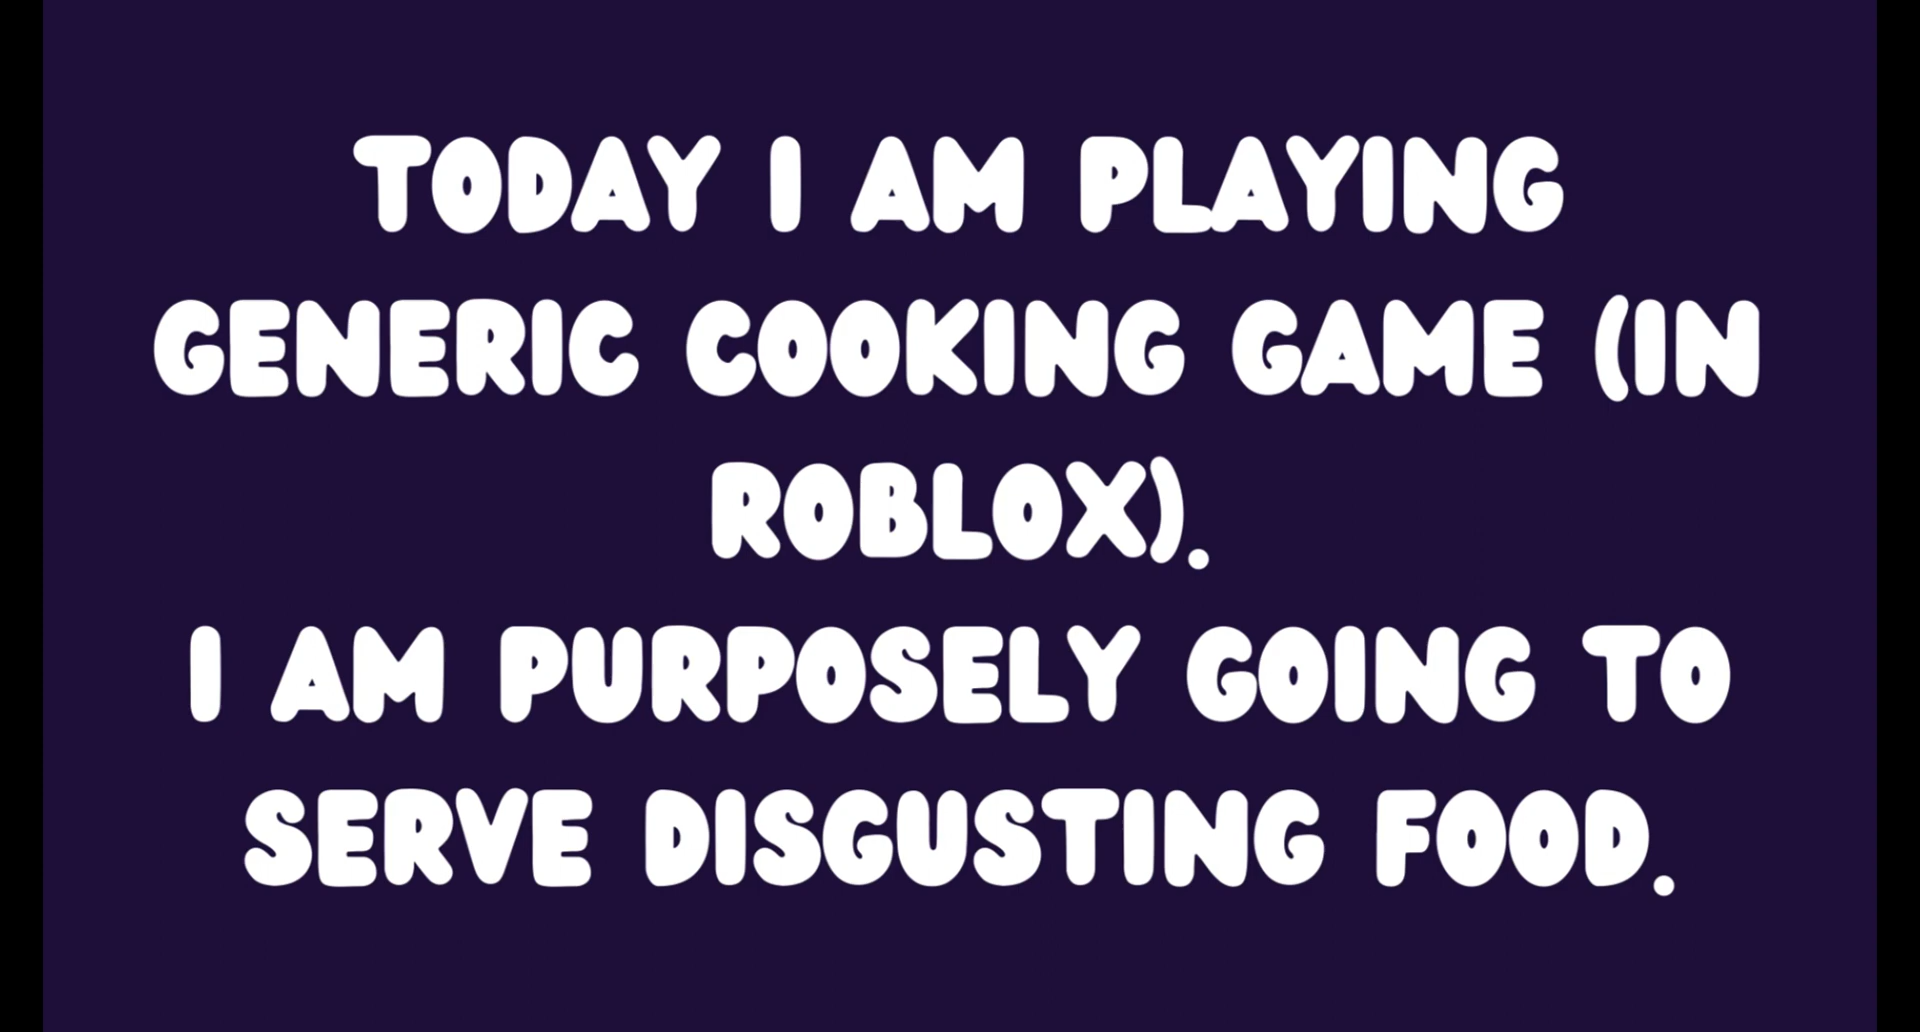 TODAY I AM PLAYING
GENERIC COOKING GAME (IN
ROBLOX).
I AM PURPOSELY GOING TO
SERVE DISGUSTING FOOD.